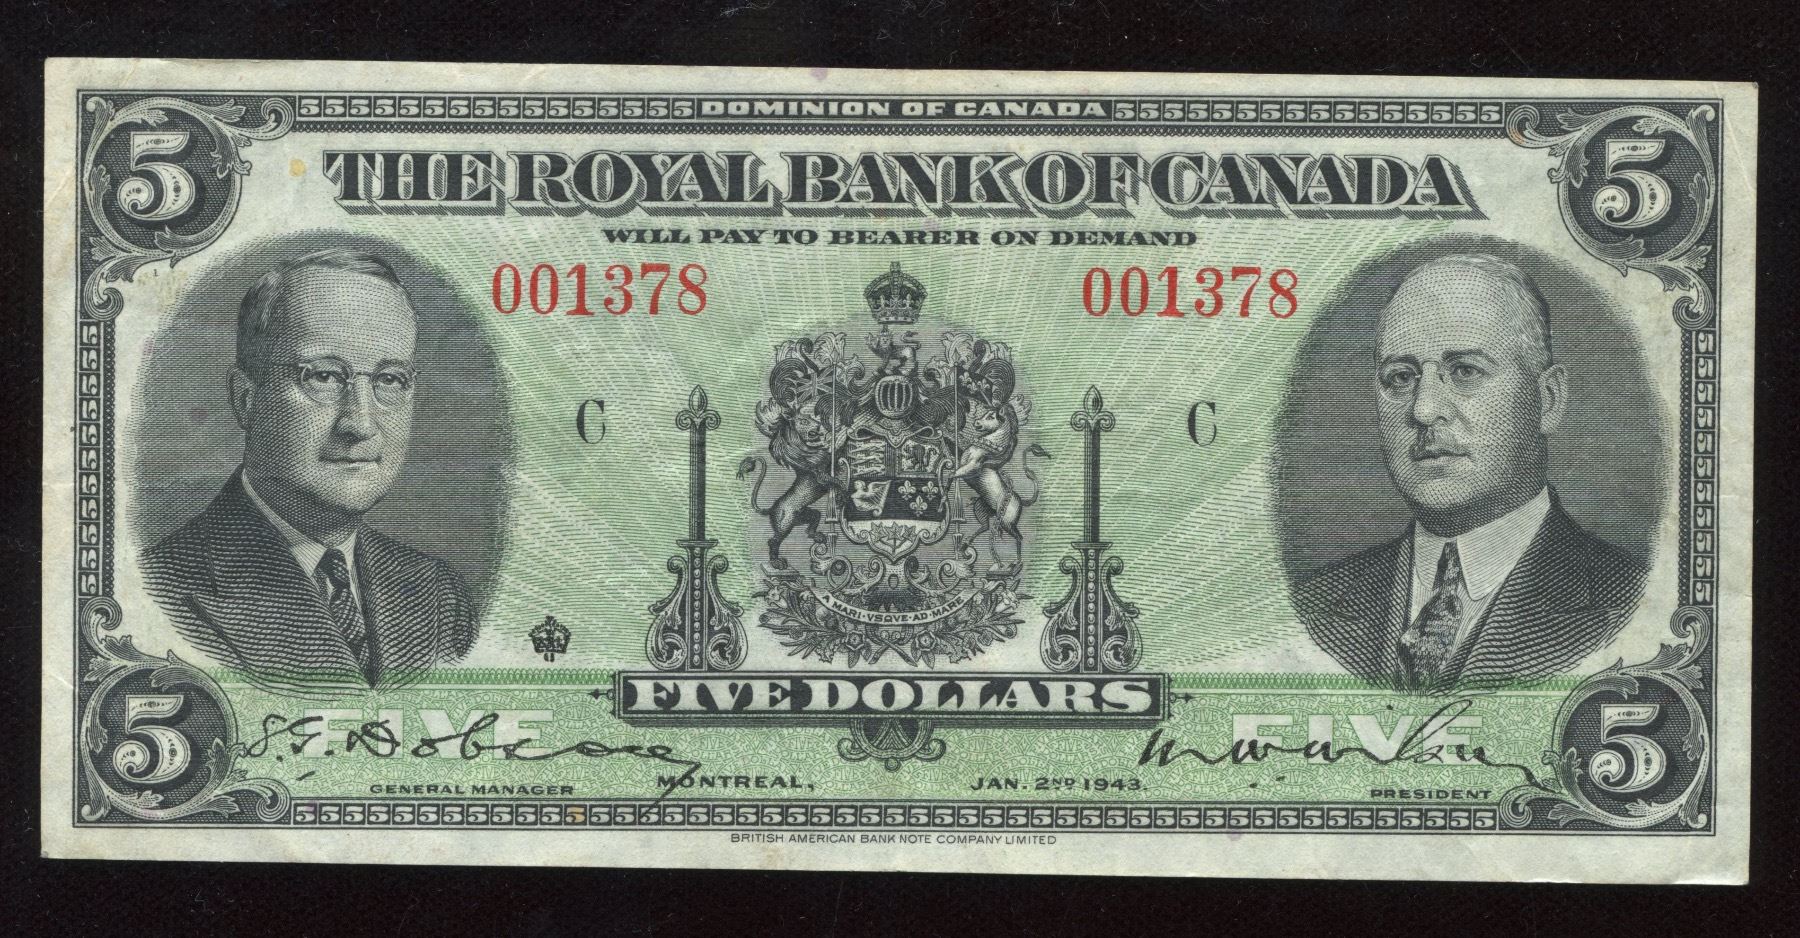 DOMINION OF CANADA
5 5
THE ROYAL BANK OF CANADA
WILL PAY TO BEARER ON DEMAND
001378 001378
C C
A MARI·VSQVE·AD·MARE
FIVE DOLLARS
FIVE FIVE
5 S. G. Dobson 5
GENERAL MANAGER MONTREAL, JAN. 2ND 1943. PRESIDENT
BRITISH AMERICAN BANK NOTE COMPANY LIMITED